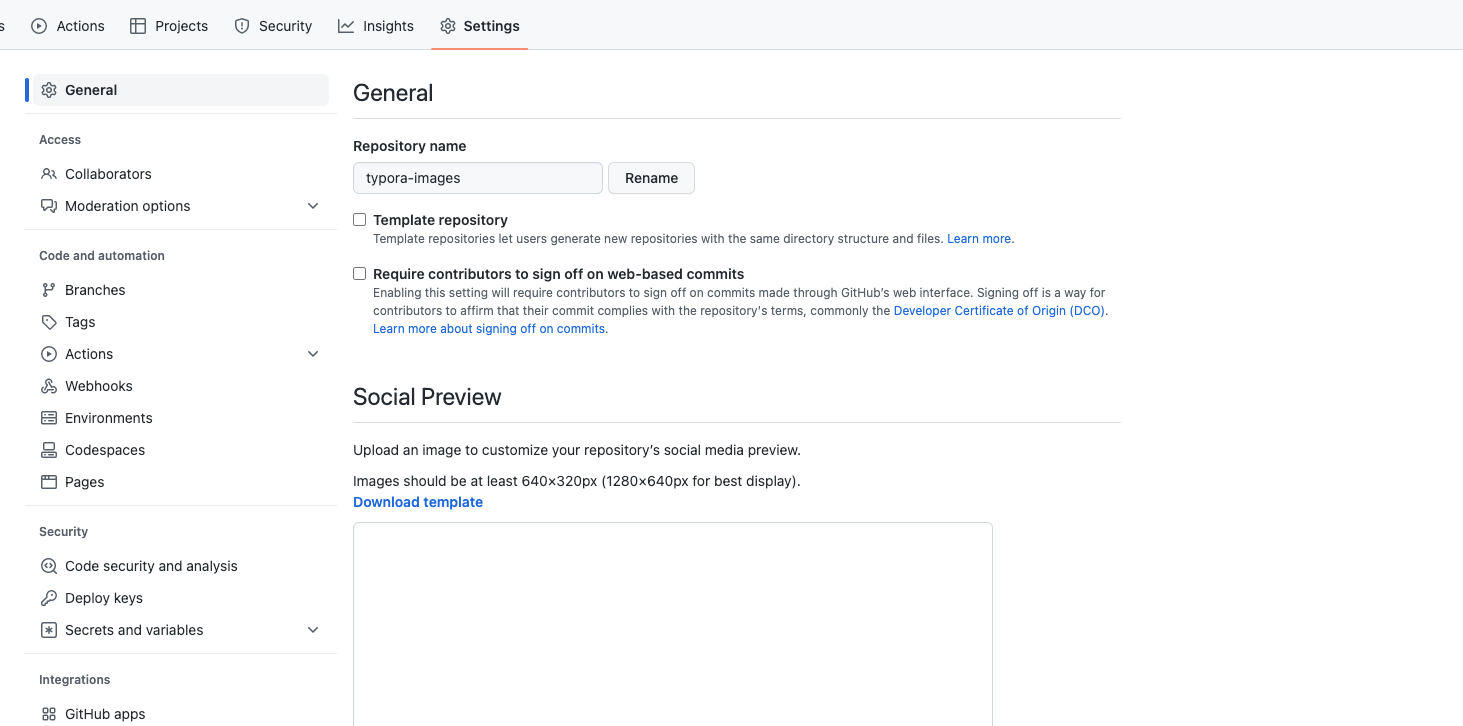 s Actions Projects Security Insights Settings
General
Access
Collaborators
Moderation options
Code and automation
Branches
Tags
Actions
Webhooks
Environments
Codespaces
Pages
Security
Code security and analysis
Deploy keys
Secrets and variables
Integrations
GitHub apps
General
Repository name
typora-images Rename
Template repository
Template repositories let users generate new repositories with the same directory structure and files. Learn more.
Require contributors to sign off on web-based commits
Enabling this setting will require contributors to sign off on commits made through GitHub’s web interface. Signing off is a way for
contributors to affirm that their commit complies with the repository's terms, commonly the Developer Certificate of Origin (DCO).
Learn more about signing off on commits.
Social Preview
Upload an image to customize your repository’s social media preview.
Images should be at least 640×320px (1280×640px for best display).
Download template